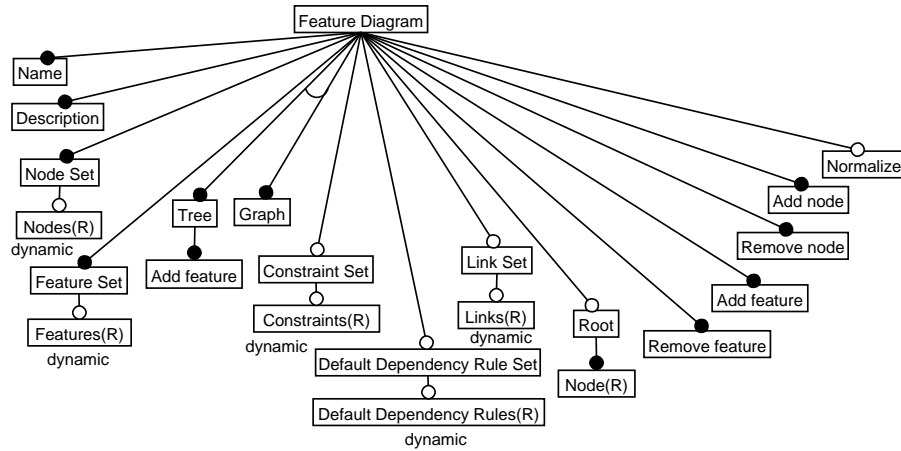 Feature Diagram
Name
Description
Normalize
Node Set
Add node
Tree
Graph
Nodes(R)
dynamic
Remove node
Feature Set
Add feature
Constraint Set
Link Set
Add feature
Features(R)
dynamic
Constraints(R)
dynamic
Links(R)
dynamic
Root
Remove feature
Default Dependency Rule Set
Node(R)
Default Dependency Rules(R)
dynamic